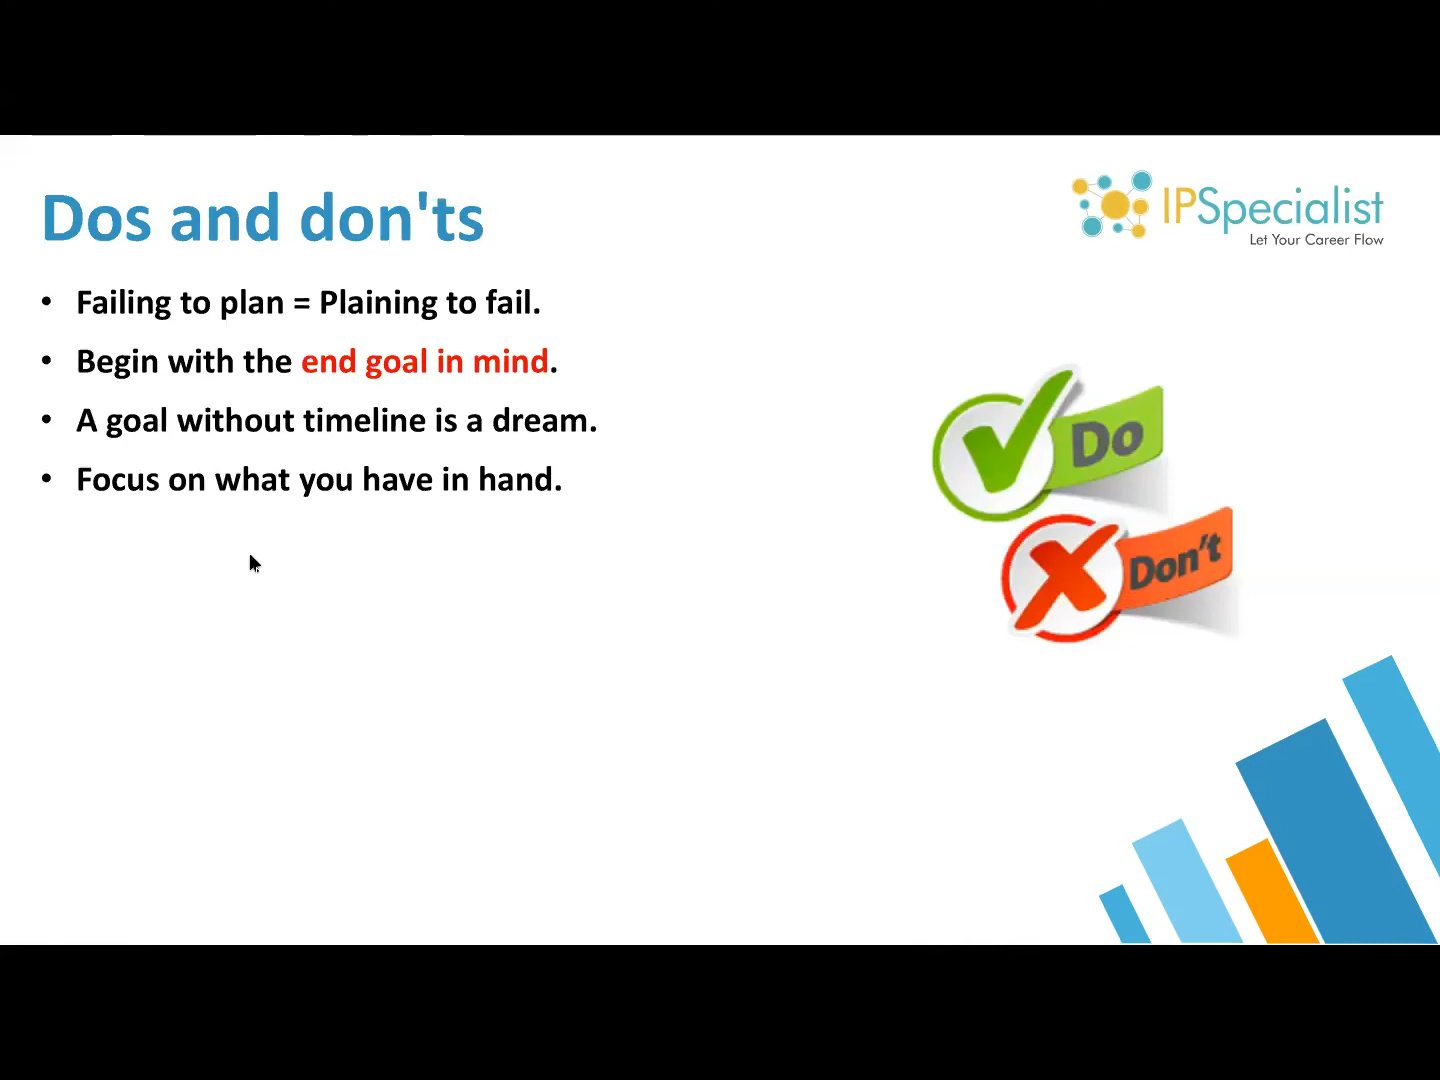 Dos and don'ts
IPSpecialist
Let Your Career Flow
• Failing to plan = Plaining to fail.
• Begin with the end goal in mind.
• A goal without timeline is a dream.
• Focus on what you have in hand.
Do
Don't